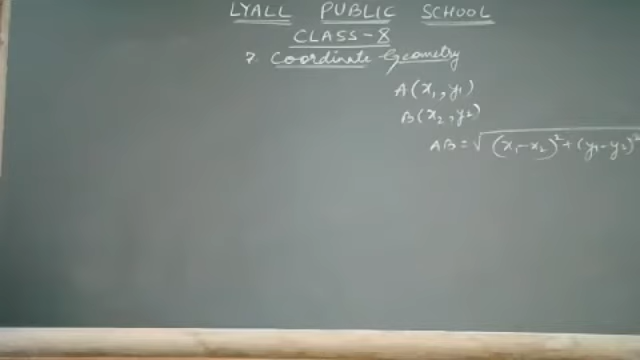 LYALL PUBLIC SCHOOL
CLASS-8
7. Coordinate Geometry
A(x₁, y₁)
B(x₂, y₂)
AB = √(x₁-x₂)² + (y₁-y₂)²